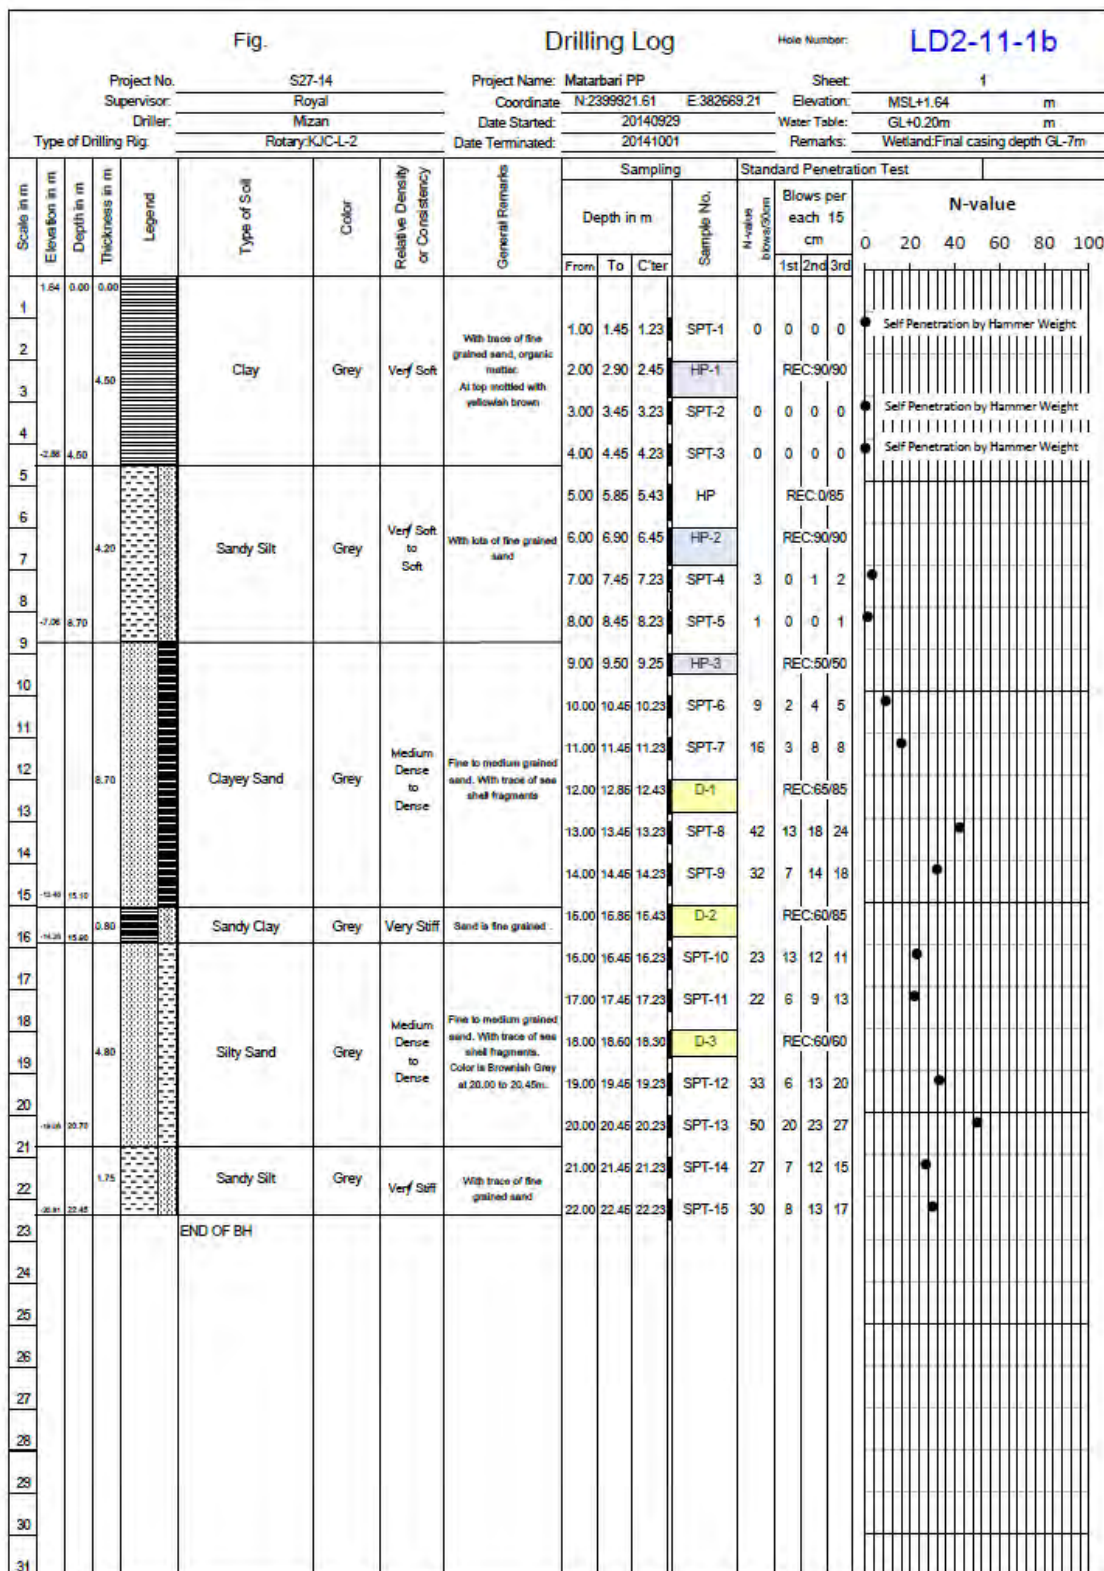 Fig. Drilling Log Hole Number: LD2-11-1b
Project No. S27-14 Project Name: Matarbari PP Sheet: 1
Supervisor: Royal Coordinate N:2399921.61 E:382669.21 Elevation: MSL+1.64 m
Driller: Mizan Date Started: 20140929 Water Table: GL+0.20m m
Type of Drilling Rig: Rotary:KJC-L-2 Date Terminated: 20141001 Remarks: Wetland:Final casing depth GL-7m
Scale in m
Elevation in m
Depth in m
Thickness in m
Legend
Type of Soil
Color
Relative Density
or Consistency
General Remarks
Sampling
Depth in m
From To C'ter
Sample No.
Standard Penetration Test
N-value
blows/30cm
Blows per
each 15
cm
1st 2nd 3rd
N-value
0 20 40 60 80 100
1.64 0.00 0.00
4.50 Clay Grey Very Soft
With trace of fine
grained sand, organic
matter.
At top mottled with
yellowish brown
-2.86 4.50
4.20 Sandy Silt Grey
Very Soft
to
Soft
With lots of fine grained
sand
-7.06 8.70
Clayey Sand Grey
Medium
Dense
to
Dense
Fine to medium grained
sand. With trace of sea
shell fragments
15.10
0.80 Sandy Clay Grey Very Stiff Sand is fine grained .
4.80 Silty Sand Grey
Medium
Dense
to
Dense
Fine to medium grained
sand. With trace of sea
shell fragments.
Color is Brownish Grey
at 20.00 to 20.45m.
20.70
1.75 Sandy Silt Grey Very Stiff
With trace of fine
grained sand
22.45
END OF BH
1.00 1.45 1.23 SPT-1 0 0 0 0 Self Penetration by Hammer Weight
2.00 2.90 2.45 HP-1 REC:90/90
3.00 3.45 3.23 SPT-2 0 0 0 0 Self Penetration by Hammer Weight
4.00 4.45 4.23 SPT-3 0 0 0 0 Self Penetration by Hammer Weight
5.00 5.85 5.43 HP REC:0/85
6.00 6.90 6.45 HP-2 REC:90/90
7.00 7.45 7.23 SPT-4 3 0 1 2
8.00 8.45 8.23 SPT-5 1 0 0 1
9.00 9.50 9.25 HP-3 REC:50/50
10.00 10.45 10.23 SPT-6 9 2 4 5
11.00 11.45 11.23 SPT-7 16 3 8 8
12.00 12.85 12.43 D-1 REC:65/85
13.00 13.45 13.23 SPT-8 42 13 18 24
14.00 14.45 14.23 SPT-9 32 7 14 18
15.00 15.85 15.43 D-2 REC:60/85
16.00 16.45 16.23 SPT-10 23 13 12 11
17.00 17.45 17.23 SPT-11 22 6 9 13
18.00 18.60 18.30 D-3 REC:60/60
19.00 19.45 19.23 SPT-12 33 6 13 20
20.00 20.45 20.23 SPT-13 50 20 23 27
21.00 21.45 21.23 SPT-14 27 7 12 15
22.00 22.45 22.23 SPT-15 30 8 13 17
1
2
3
4
5
6
7
8
9
10
11
12
13
14
15
16
17
18
19
20
21
22
23
24
25
26
27
28
29
30
31